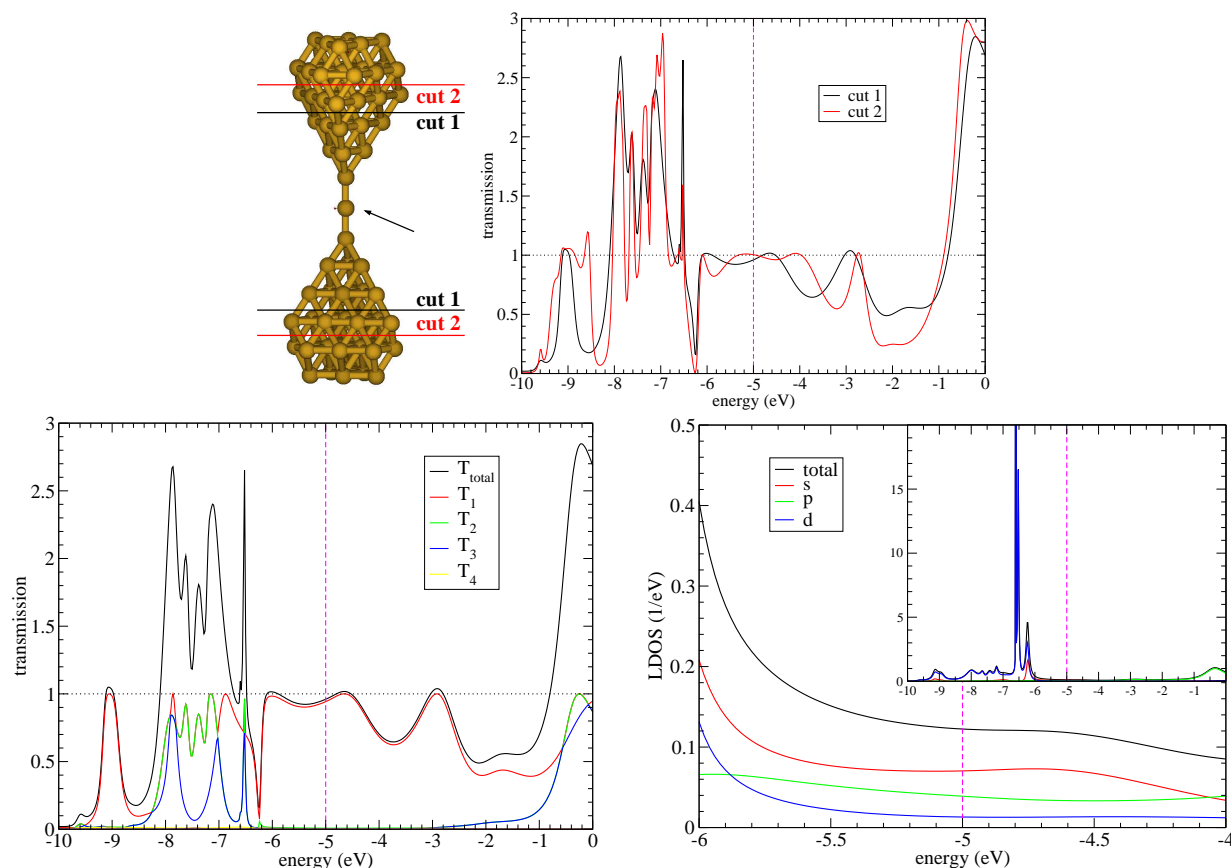 cut 2
cut 1
cut 1
cut 2
3
2.5
2
1.5
1
0.5
0
transmission
cut 1
cut 2
-10 -9 -8 -7 -6 -5 -4 -3 -2 -1 0
energy (eV)
3
2.5
2
1.5
1
0.5
0
transmission
T_total
T_1
T_2
T_3
T_4
-10 -9 -8 -7 -6 -5 -4 -3 -2 -1 0
energy (eV)
0.5
0.4
0.3
0.2
0.1
0
LDOS (1/eV)
total
s
p
d
15
10
5
0
-10 -9 -8 -7 -6 -5 -4 -3 -2 -1
-6 -5.5 -5 -4.5 -4
energy (eV)